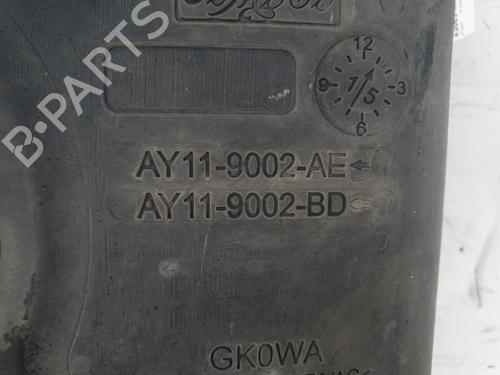 12
9 3
1 5
6
AY11-9002-AE
AY11-9002-BD
B-PARTS
GK0WA